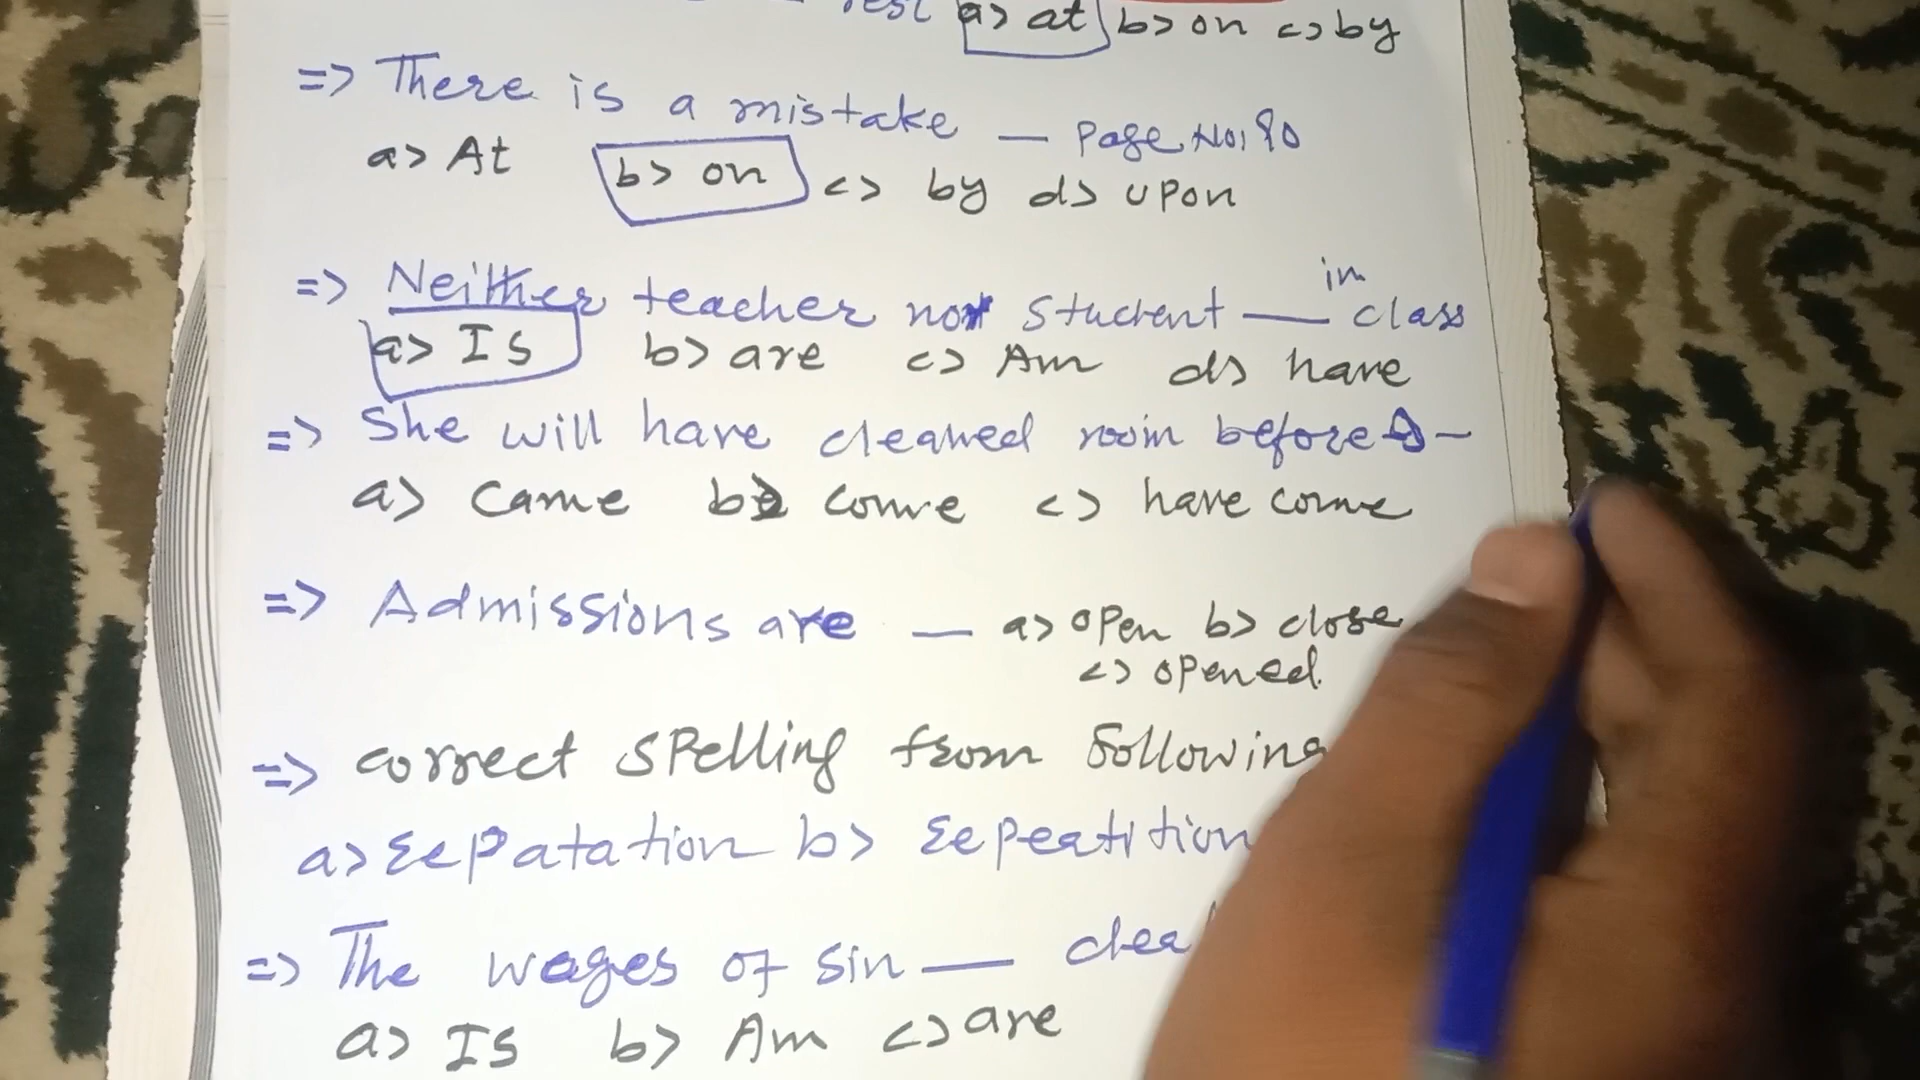 a> at b> on c> by
=> There is a mistake — Page No, 90
a> At b> on c> by d> upon
=> Neither teacher nor student — in class
a> Is b> are c> Am d> have
=> She will have cleaned room before —
a> came b> come c> have come
=> Admissions are — a> open b> close
c> opened.
=> correct spelling from following
a> Repatation b> Repeatition
=> The wages of sin —
a> Is b> Am c> are